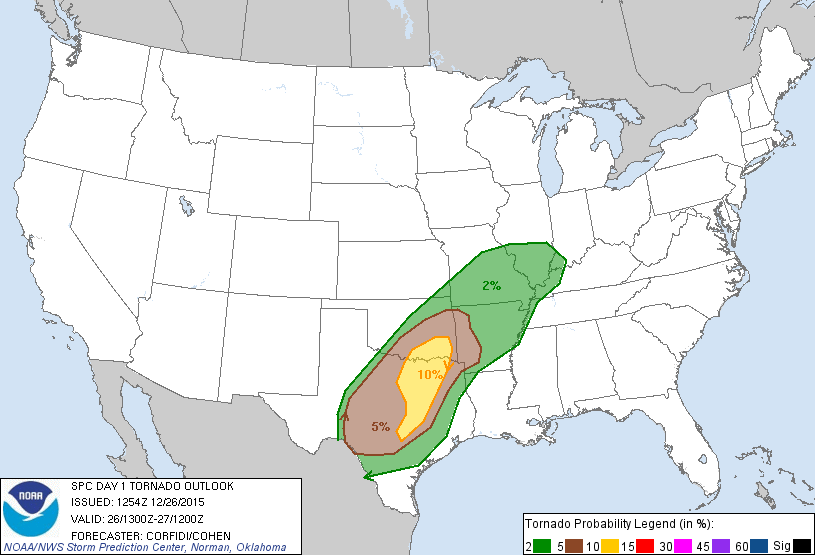 2%
10%
5%
NOAA
SPC DAY 1 TORNADO OUTLOOK
ISSUED: 1254Z 12/26/2015
VALID: 26/1300Z-27/1200Z
FORECASTER: CORFIDI/COHEN
NOAA/NWS Storm Prediction Center, Norman, Oklahoma
Tornado Probability Legend (in %):
2 5 10 15 30 45 60 Sig